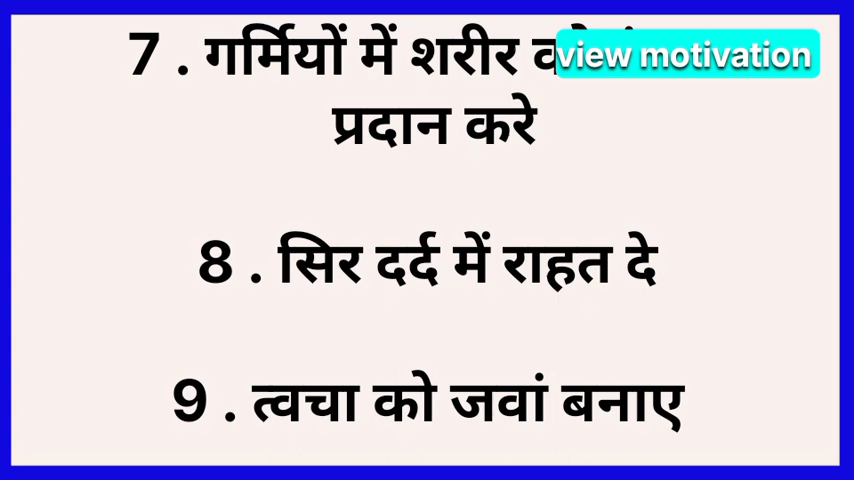 7 . गर्मियों में शरीर
view motivation
प्रदान करे
8 . सिर दर्द में राहत दे
9 . त्वचा को जवां बनाए